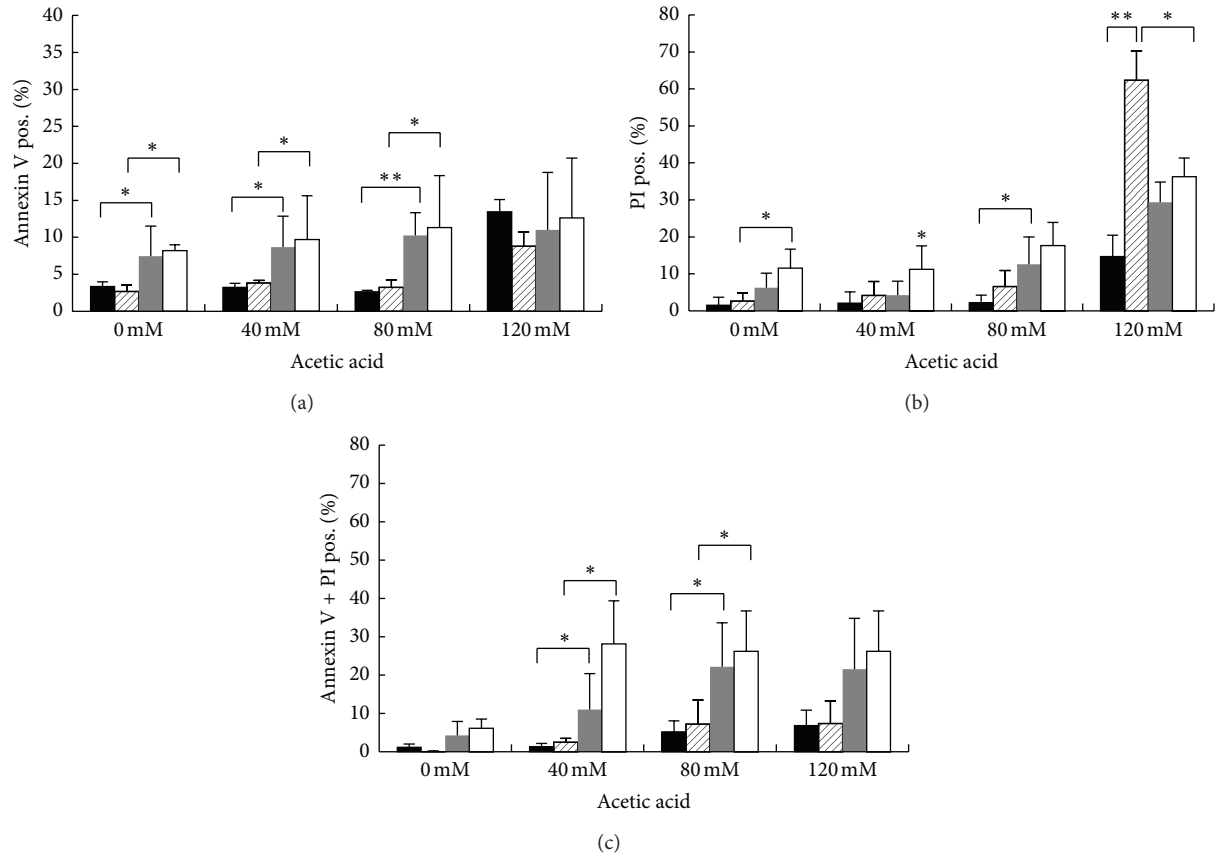 40
35
30
25
20
15
10
5
0
Annexin V pos. (%)
* * * * ** *
0 mM 40 mM 80 mM 120 mM
Acetic acid
(a)
80
70
60
50
40
30
20
10
0
PI pos. (%)
* * * ** *
0 mM 40 mM 80 mM 120 mM
Acetic acid
(b)
80
70
60
50
40
30
20
10
0
Annexin V + PI pos. (%)
* * * *
0 mM 40 mM 80 mM 120 mM
Acetic acid
(c)